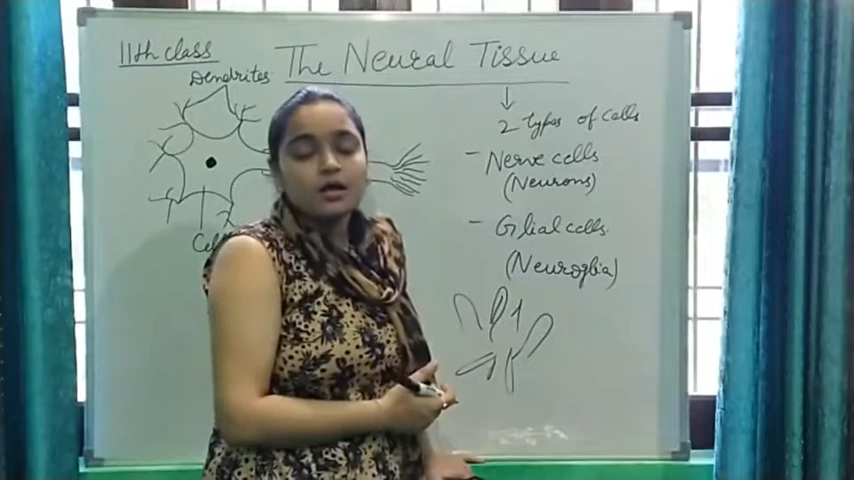 11th class
The Neural Tissue
Dendrites
2 types of cells
- Nerve cells
(Neurons)
- Glial cells
(Neuroglia)